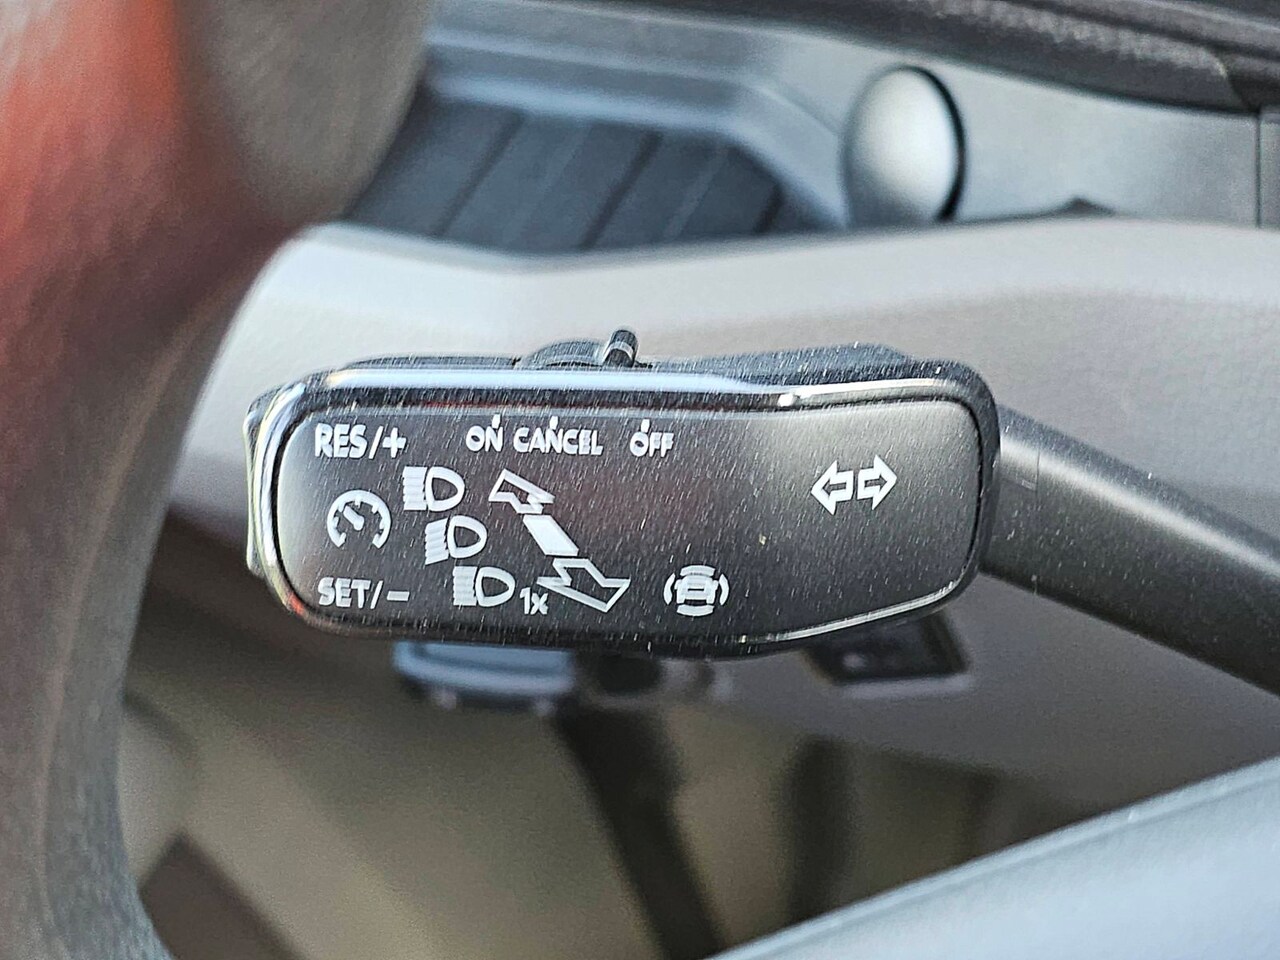 RES/+ ON CANCEL OFF
SET/- 1x